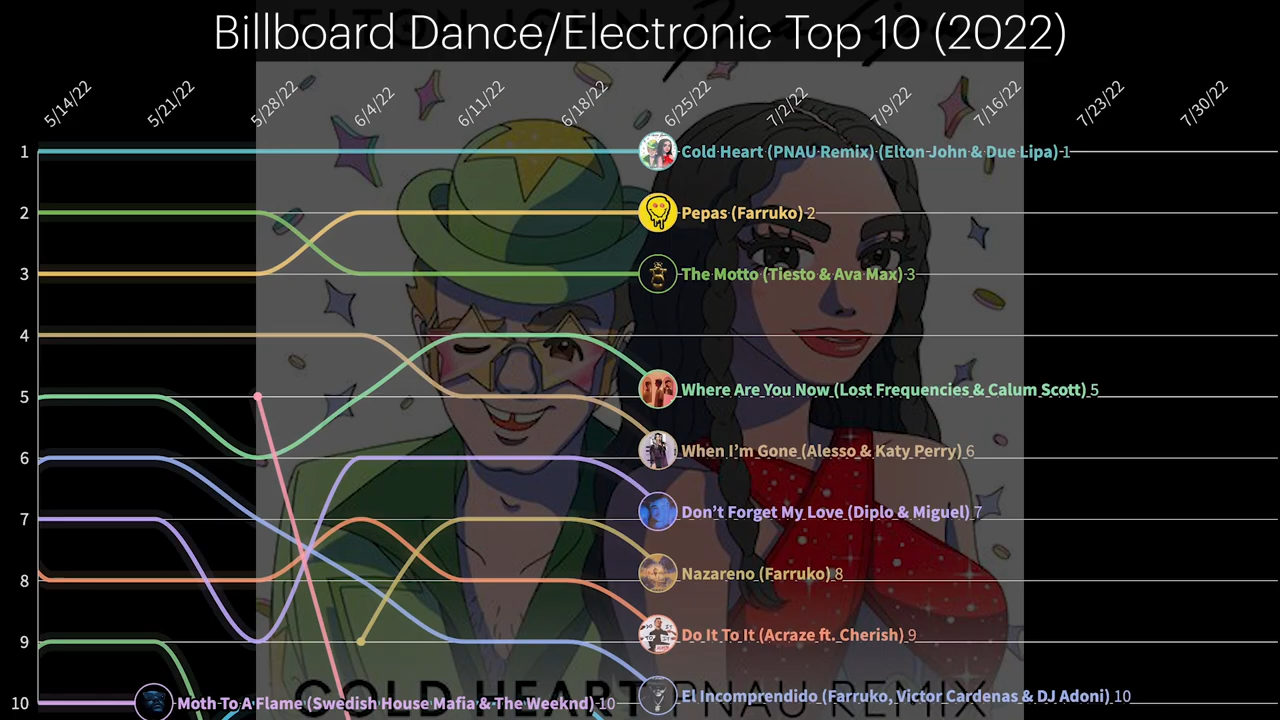 Billboard Dance/Electronic Top 10 (2022)
5/14/22 5/21/22 5/28/22 6/4/22 6/11/22 6/18/22 6/25/22 7/2/22 7/9/22 7/16/22 7/23/22 7/30/22
1 Cold Heart (PNAU Remix) (Elton John & Due Lipa) 1
2 Pepas (Farruko) 2
3 The Motto (Tiesto & Ava Max) 3
4
5 Where Are You Now (Lost Frequencies & Calum Scott) 5
6 When I'm Gone (Alesso & Katy Perry) 6
7 Don't Forget My Love (Diplo & Miguel) 7
8 Nazareno (Farruko) 8
9 Do It To It (Acraze ft. Cherish) 9
10 Moth To A Flame (Swedish House Mafia & The Weeknd) 10 El Incomprendido (Farruko, Victor Cardenas & DJ Adoni) 10
COLD HEART PNAU REMIX